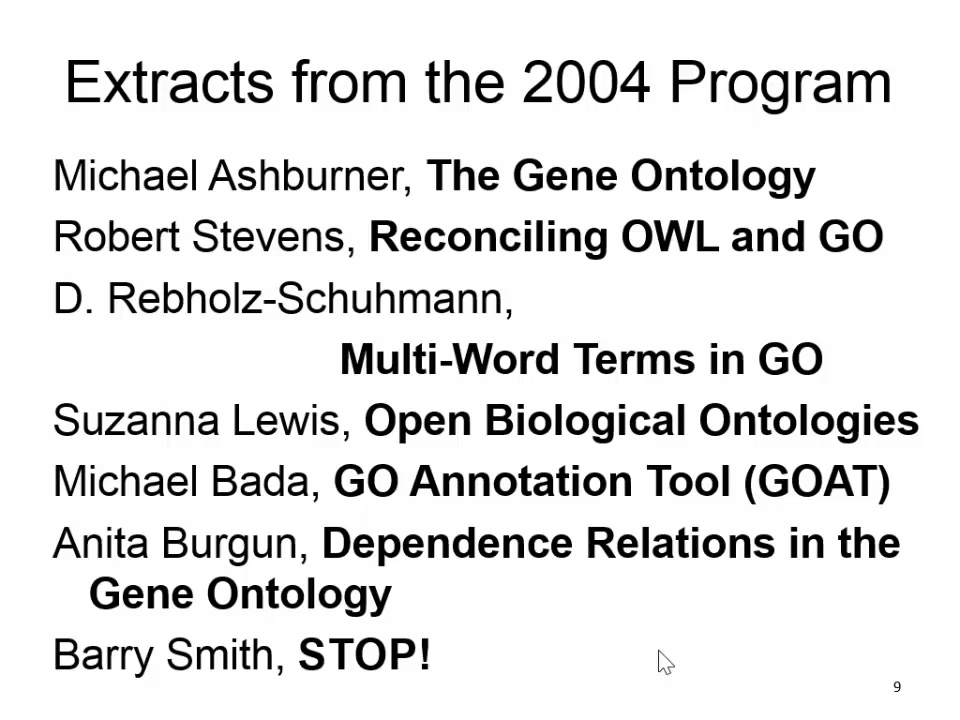 Extracts from the 2004 Program
Michael Ashburner, The Gene Ontology
Robert Stevens, Reconciling OWL and GO
D. Rebholz-Schuhmann,
Multi-Word Terms in GO
Suzanna Lewis, Open Biological Ontologies
Michael Bada, GO Annotation Tool (GOAT)
Anita Burgun, Dependence Relations in the
Gene Ontology
Barry Smith, STOP!
9